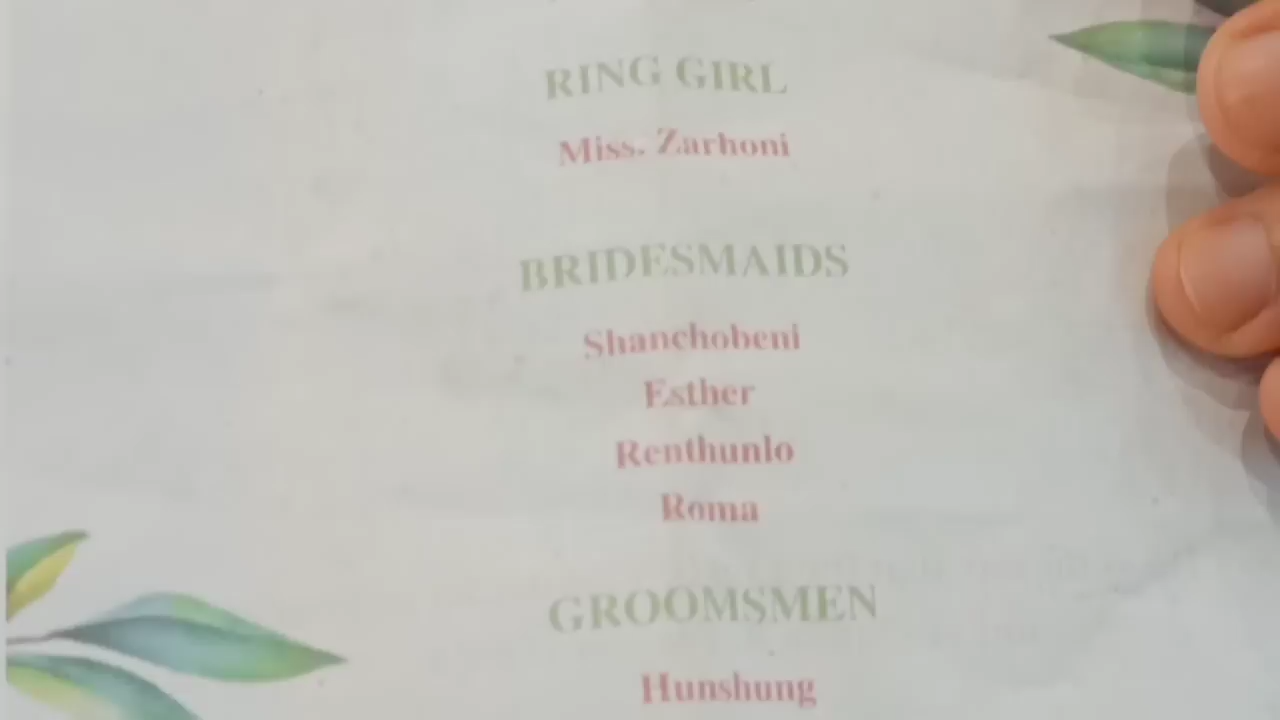 RING GIRL
Miss. Zarhoni
BRIDESMAIDS
Shanchobeni
Esther
Renthunlo
Roma
GROOMSMEN
Hunshung